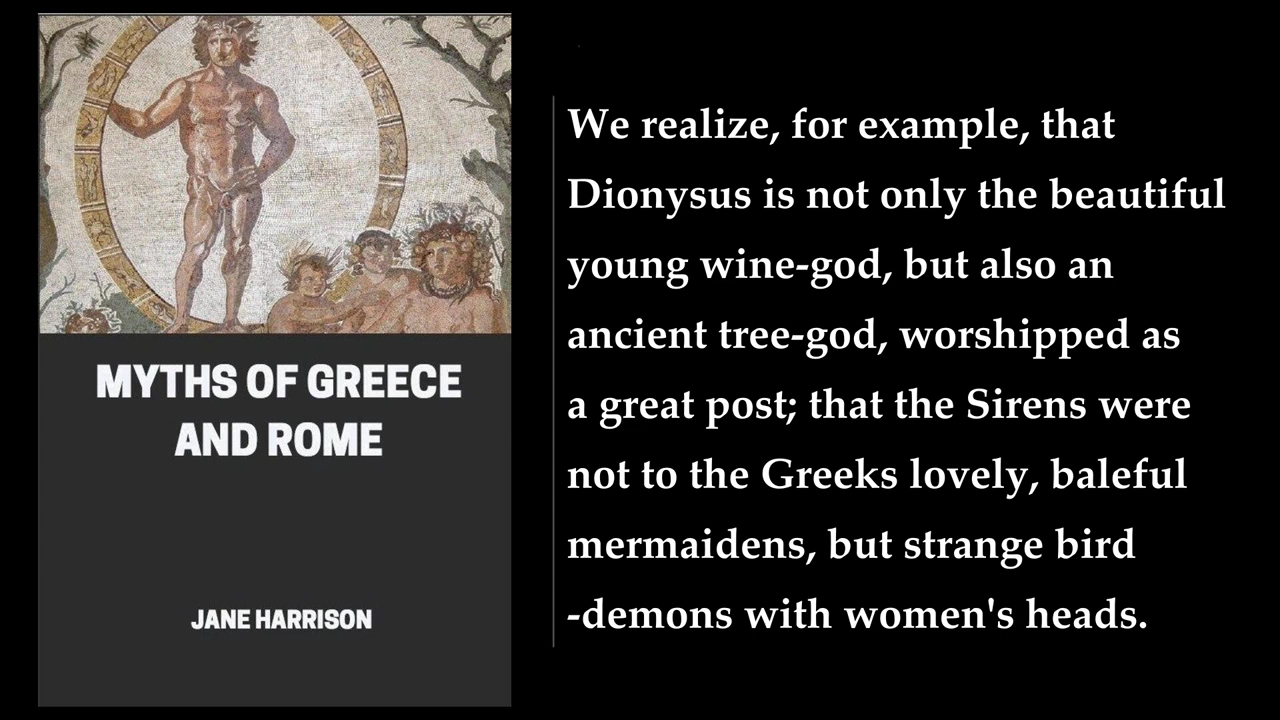 MYTHS OF GREECE
AND ROME
JANE HARRISON
We realize, for example, that
Dionysus is not only the beautiful
young wine-god, but also an
ancient tree-god, worshipped as
a great post; that the Sirens were
not to the Greeks lovely, baleful
mermaidens, but strange bird
-demons with women's heads.